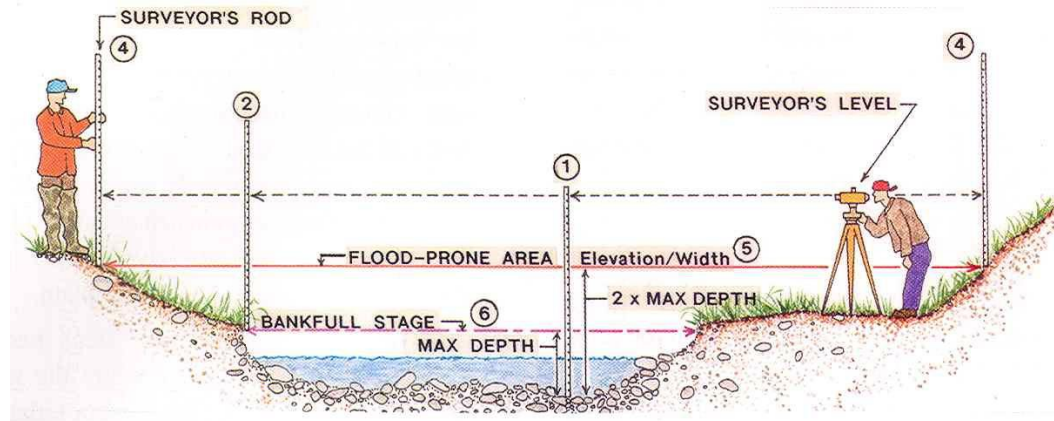 SURVEYOR'S ROD
4
4
2
SURVEYOR'S LEVEL
1
FLOOD-PRONE AREA Elevation/Width 5
2 x MAX DEPTH
BANKFULL STAGE 6
MAX DEPTH